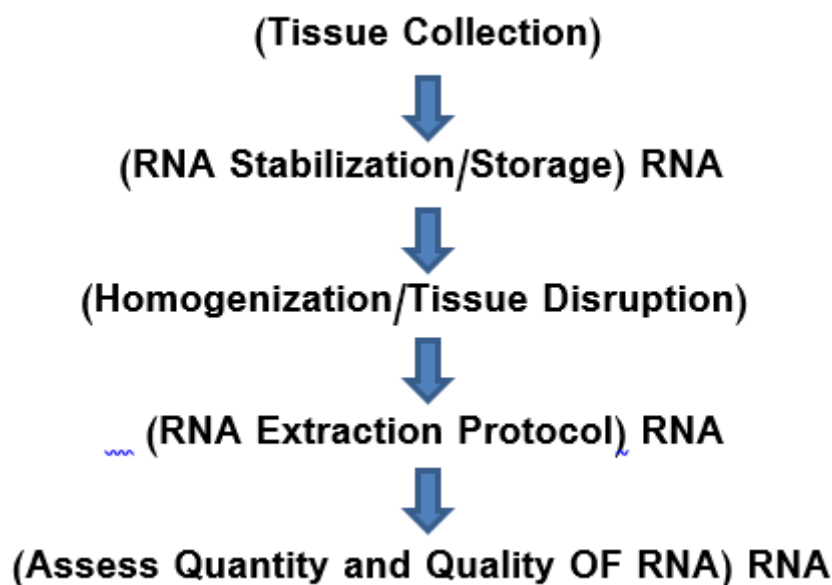 (Tissue Collection)
(RNA Stabilization/Storage) RNA
(Homogenization/Tissue Disruption)
(RNA Extraction Protocol) RNA
(Assess Quantity and Quality OF RNA) RNA